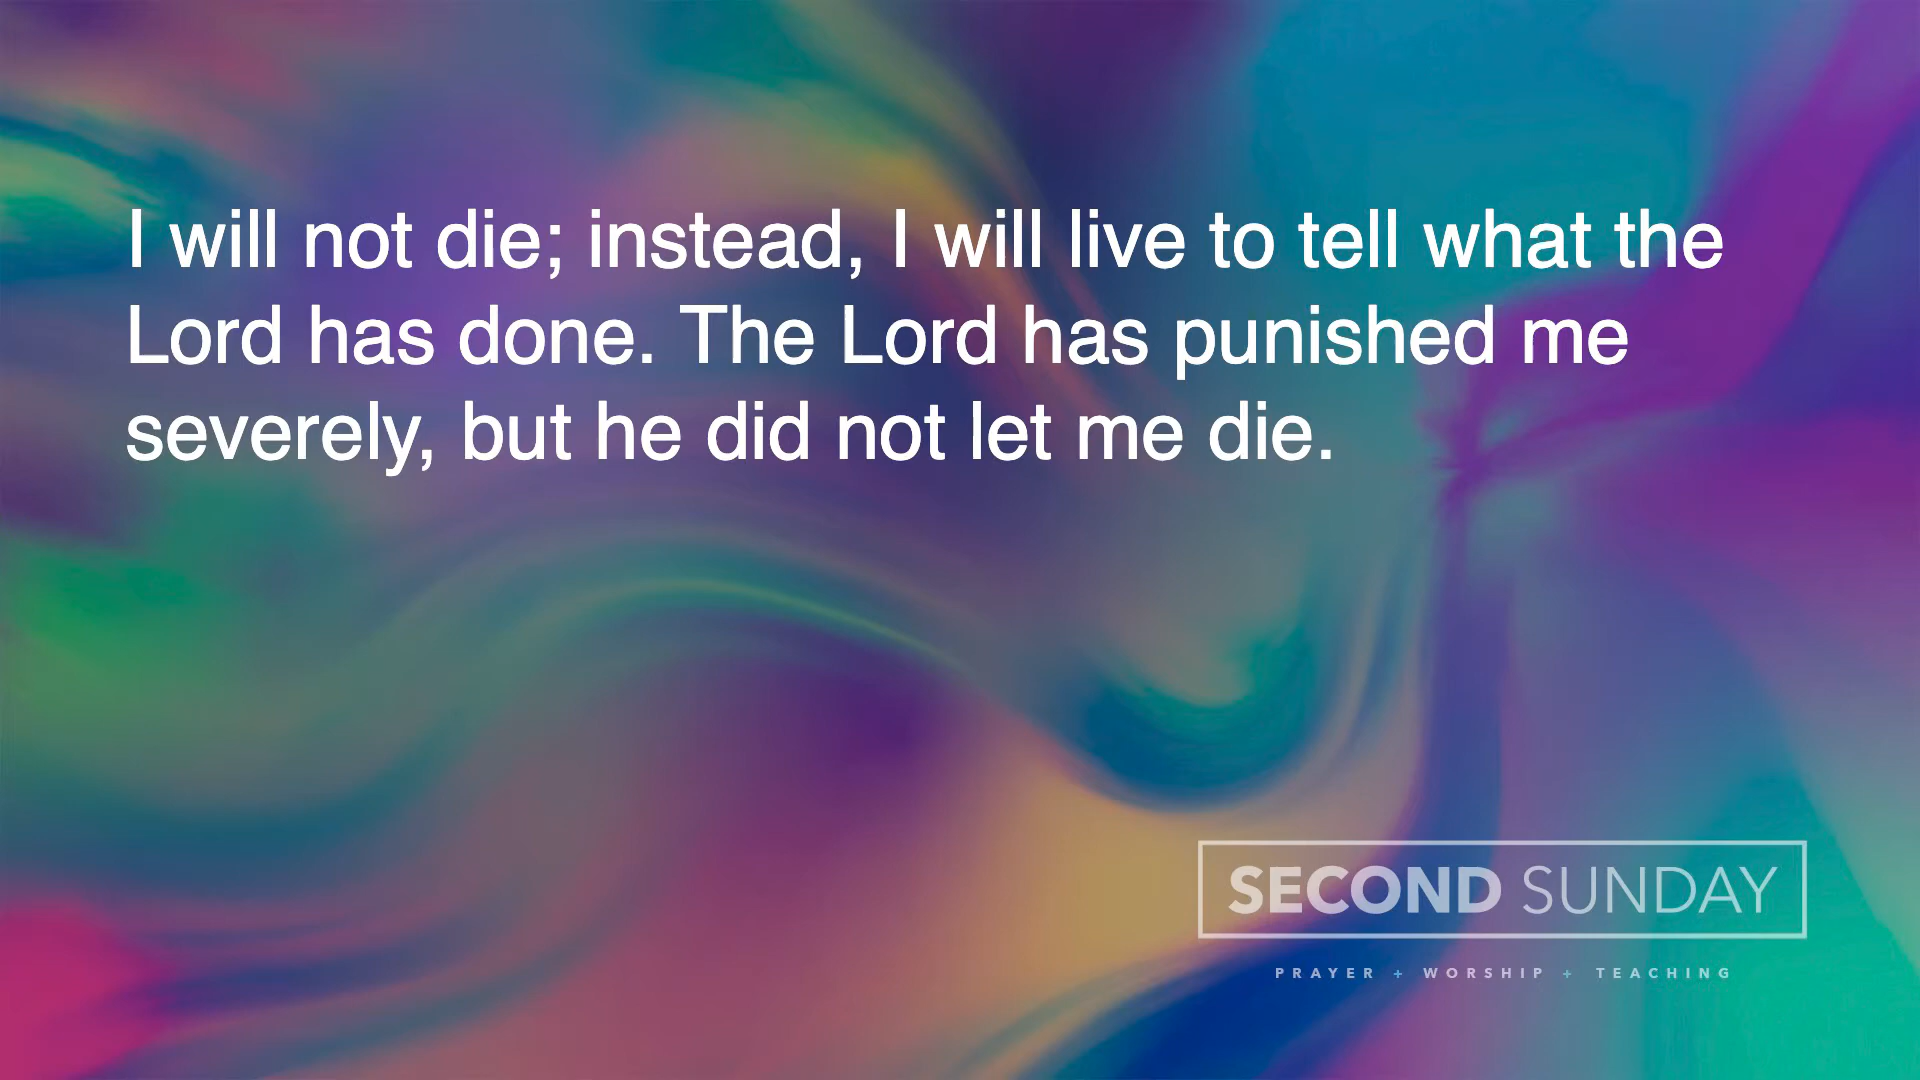 I will not die; instead, I will live to tell what the
Lord has done. The Lord has punished me
severely, but he did not let me die.
SECOND SUNDAY
PRAYER + WORSHIP + TEACHING